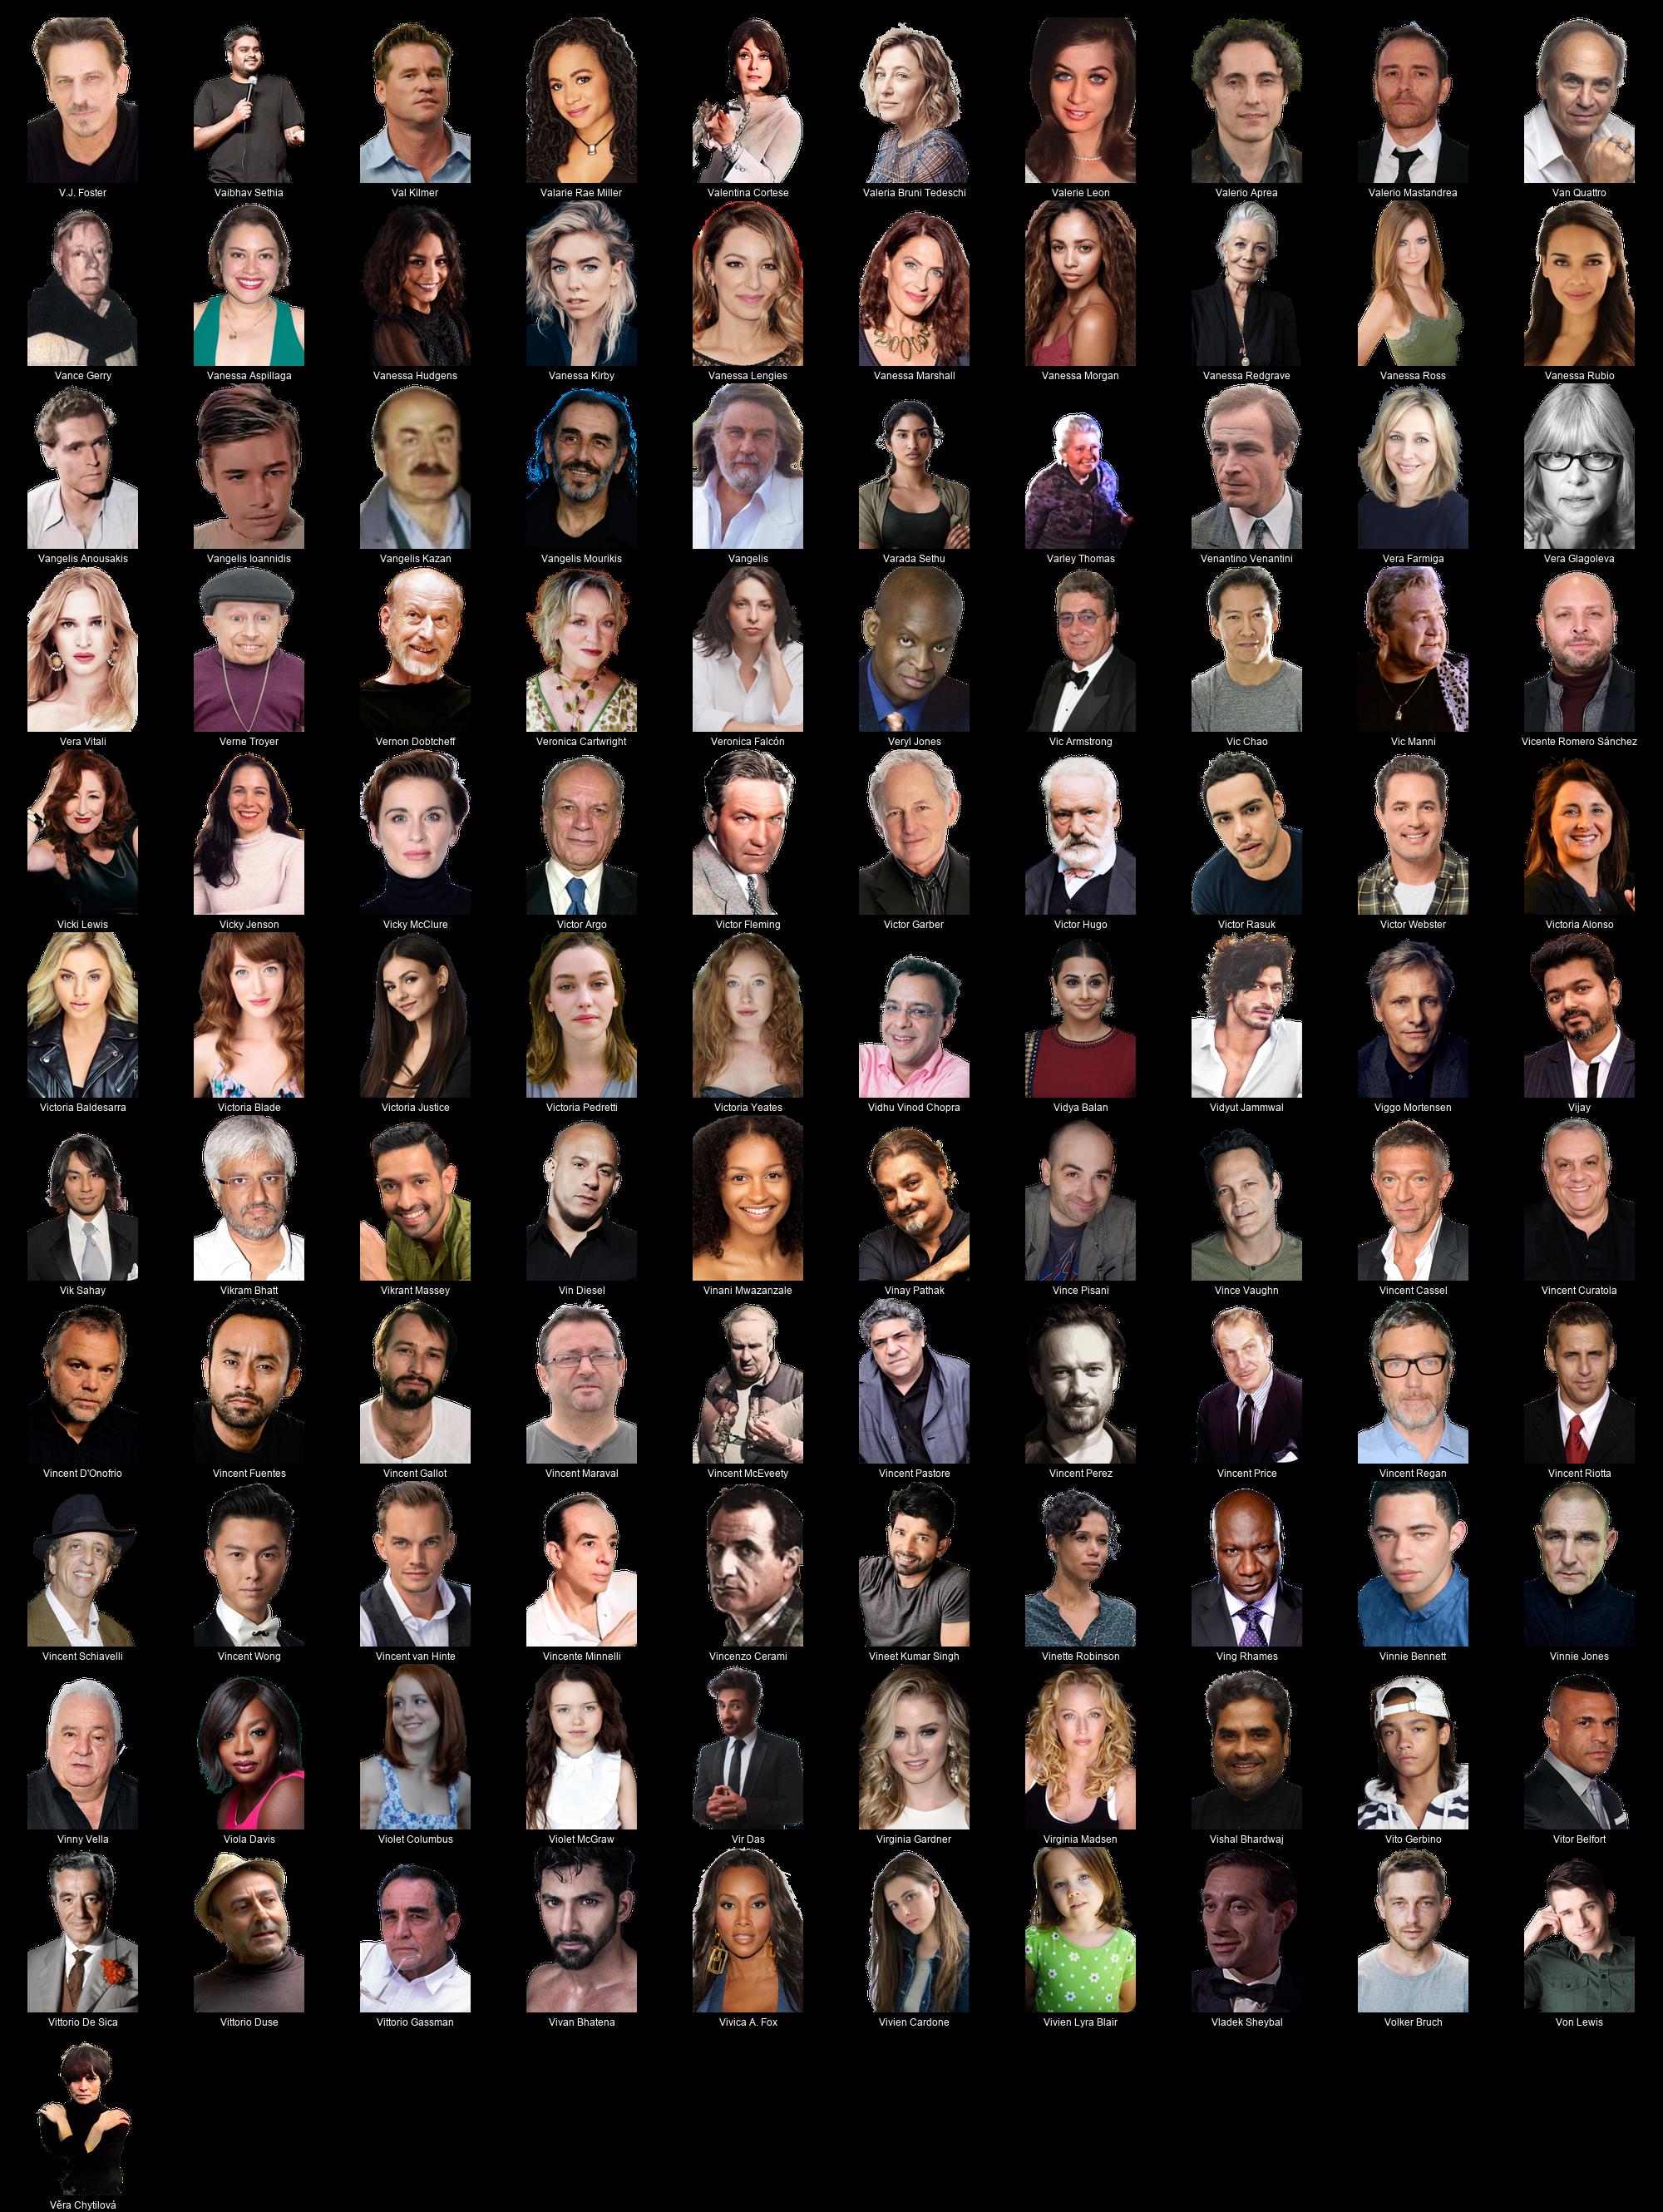 V.J. Foster Vaibhav Sethia Val Kilmer Valarie Rae Miller Valentina Cortese Valeria Bruni Tedeschi Valerie Leon Valerio Aprea Valerio Mastandrea Van Quattro
Vance Gerry Vanessa Aspillaga Vanessa Hudgens Vanessa Kirby Vanessa Lengies Vanessa Marshall Vanessa Morgan Vanessa Redgrave Vanessa Ross Vanessa Rubio
Vangelis Anousakis Vangelis Ioannidis Vangelis Kazan Vangelis Mourikis Vangelis Varada Sethu Varley Thomas Venantino Venantini Vera Farmiga Vera Glagoleva
Vera Vitali Verne Troyer Vernon Dobtcheff Veronica Cartwright Veronica Falcón Veryl Jones Vic Armstrong Vic Chao Vic Manni Vicente Romero Sánchez
Vicki Lewis Vicky Jenson Vicky McClure Victor Argo Victor Fleming Victor Garber Victor Hugo Victor Rasuk Victor Webster Victoria Alonso
Victoria Baldesarra Victoria Blade Victoria Justice Victoria Pedretti Victoria Yeates Vidhu Vinod Chopra Vidya Balan Vidyut Jammwal Viggo Mortensen Vijay
Vik Sahay Vikram Bhatt Vikrant Massey Vin Diesel Vinani Mwazanzale Vinay Pathak Vince Pisani Vince Vaughn Vincent Cassel Vincent Curatola
Vincent D'Onofrio Vincent Fuentes Vincent Gallot Vincent Maraval Vincent McEveety Vincent Pastore Vincent Perez Vincent Price Vincent Regan Vincent Riotta
Vincent Schiavelli Vincent Wong Vincent van Hinte Vincente Minnelli Vincenzo Cerami Vineet Kumar Singh Vinette Robinson Ving Rhames Vinnie Bennett Vinnie Jones
Vinny Vella Viola Davis Violet Columbus Violet McGraw Vir Das Virginia Gardner Virginia Madsen Vishal Bhardwaj Vito Gerbino Vitor Belfort
Vittorio De Sica Vittorio Duse Vittorio Gassman Vivan Bhatena Vivica A. Fox Vivien Cardone Vivien Lyra Blair Vladek Sheybal Volker Bruch Von Lewis
Věra Chytilová